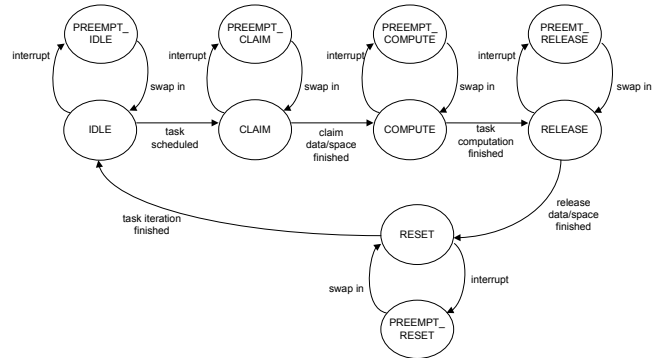 PREEMPT_
IDLE
PREEMPT_
CLAIM
PREEMPT_
COMPUTE
PREEMT_
RELEASE
interrupt
swap in
interrupt
swap in
interrupt
swap in
interrupt
swap in
IDLE
task
scheduled
CLAIM
claim
data/space
finished
COMPUTE
task
computation
finished
RELEASE
task iteration
finished
RESET
release
data/space
finished
swap in
interrupt
PREEMPT_
RESET